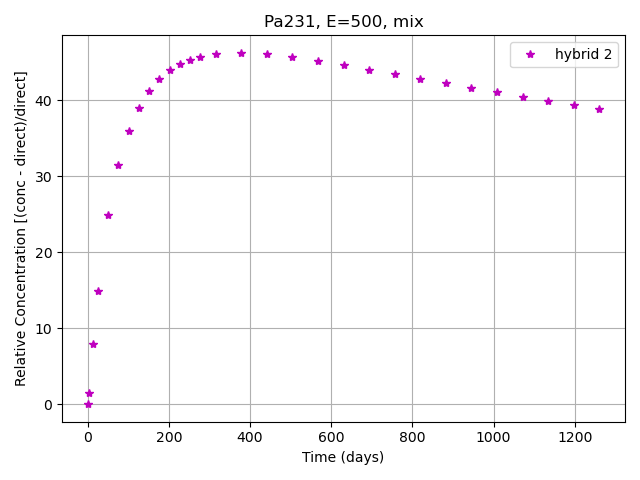 Pa231, E=500, mix
hybrid 2
Relative Concentration [(conc - direct)/direct]
40
30
20
10
0
0 200 400 600 800 1000 1200
Time (days)